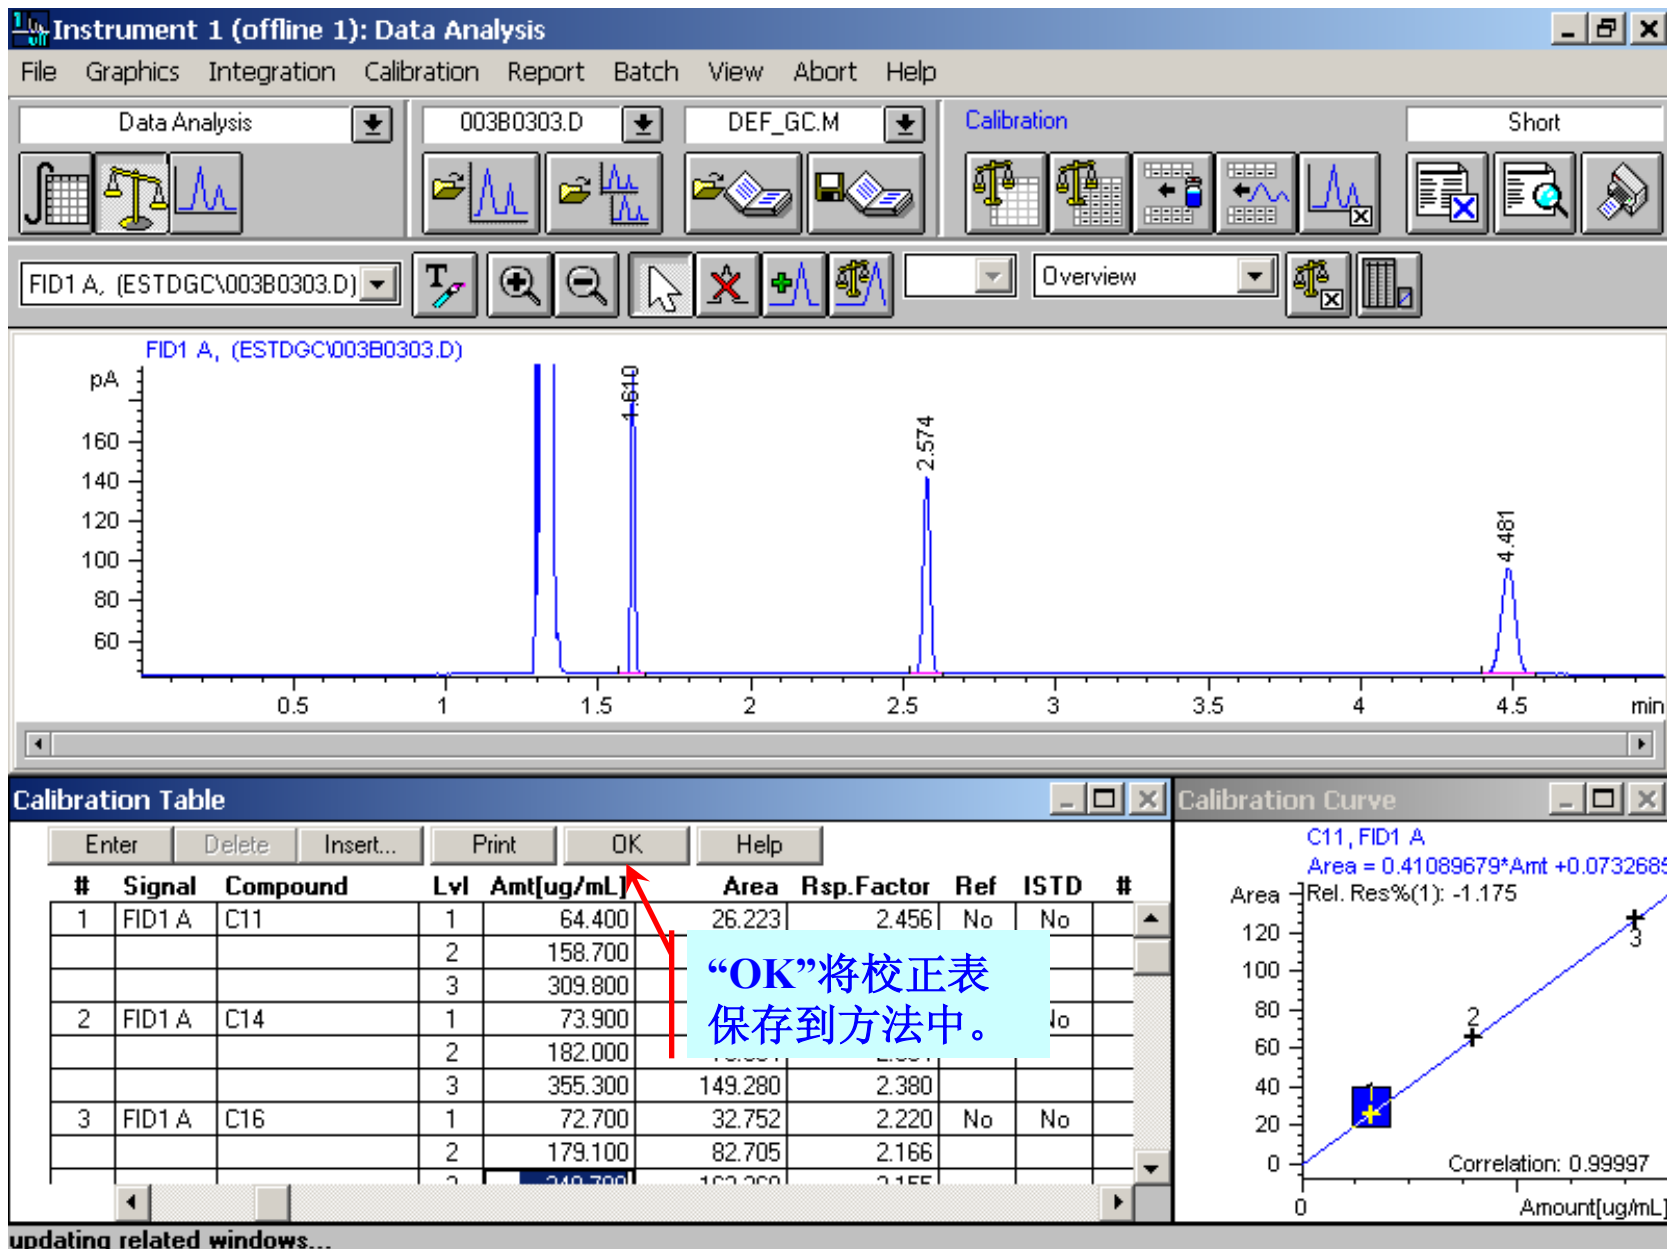 Instrument 1 (offline 1): Data Analysis
File Graphics Integration Calibration Report Batch View Abort Help
Data Analysis 003B0303.D DEF_GC.M Calibration Short
FID1 A, (ESTDGC\003B0303.D) Overview
FID1 A, (ESTDGC\003B0303.D)
pA
160
140
120
100
80
60
1.610
2.574
4.481
0.5 1 1.5 2 2.5 3 3.5 4 4.5 min
Calibration Table
Enter Delete Insert... Print OK Help
# Signal Compound Lvl Amt[ug/mL] Area Rsp.Factor Ref ISTD #
1 FID1 A C11 1 64.400 26.223 2.456 No No
2 158.700
3 309.800
2 FID1 A C14 1 73.900 No
2 182.000
3 355.300 149.280 2.380
3 FID1 A C16 1 72.700 32.752 2.220 No No
2 179.100 82.705 2.166
“OK”将校正表
保存到方法中。
Calibration Curve
C11, FID1 A
Area = 0.41089679*Amt +0.0732685
Rel. Res%(1): -1.175
Area
120
100
80
60
40
20
0
1
2
3
Correlation: 0.99997
0 Amount[ug/mL]
updating related windows...